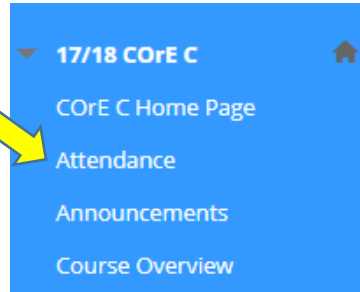 17/18 COrE C
COrE C Home Page
Attendance
Announcements
Course Overview